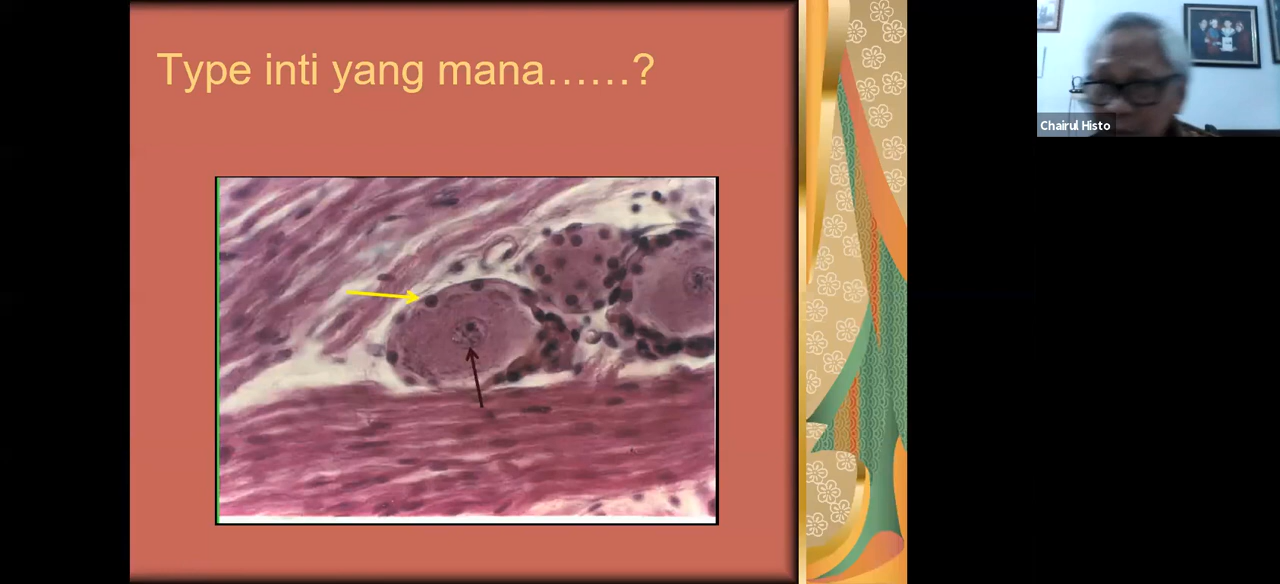 Type inti yang mana......?
Chairul Histo